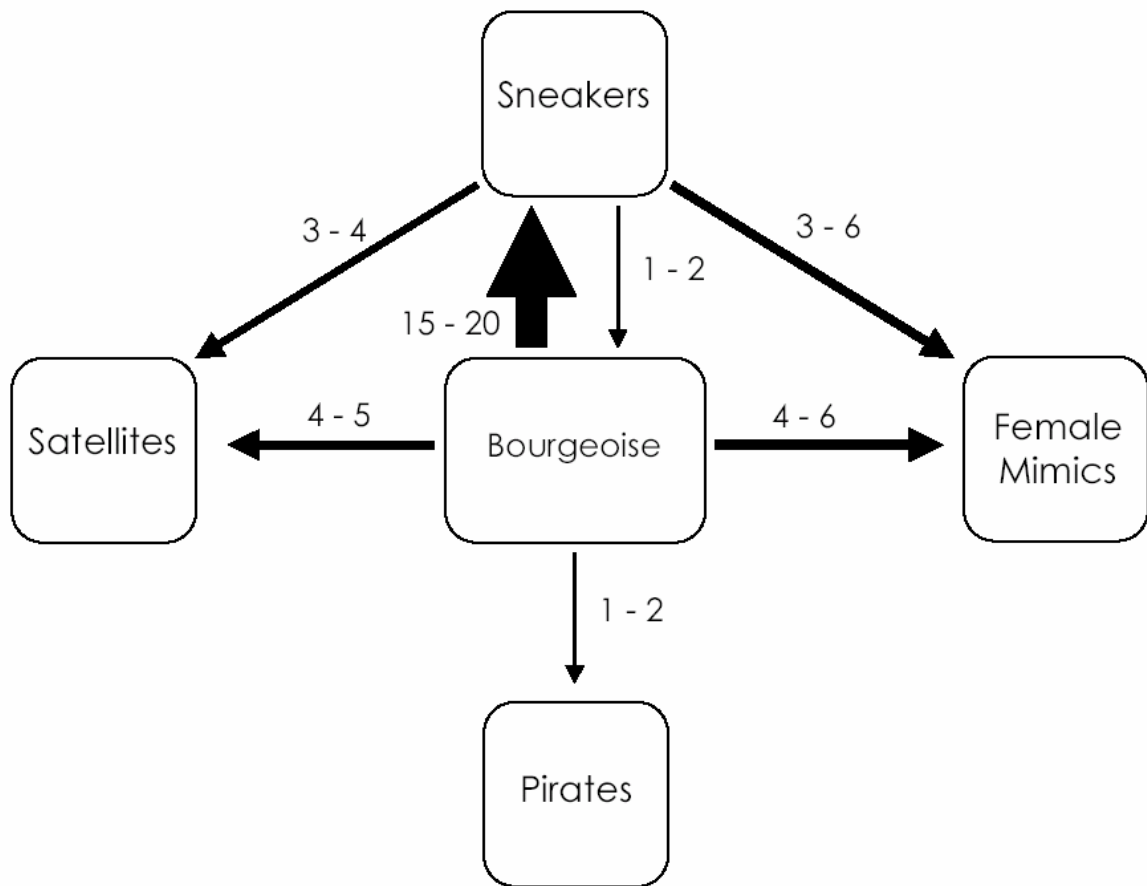 Sneakers
3 - 4
3 - 6
1 - 2
15 - 20
Satellites
4 - 5
Bourgeoise
4 - 6
Female
Mimics
1 - 2
Pirates